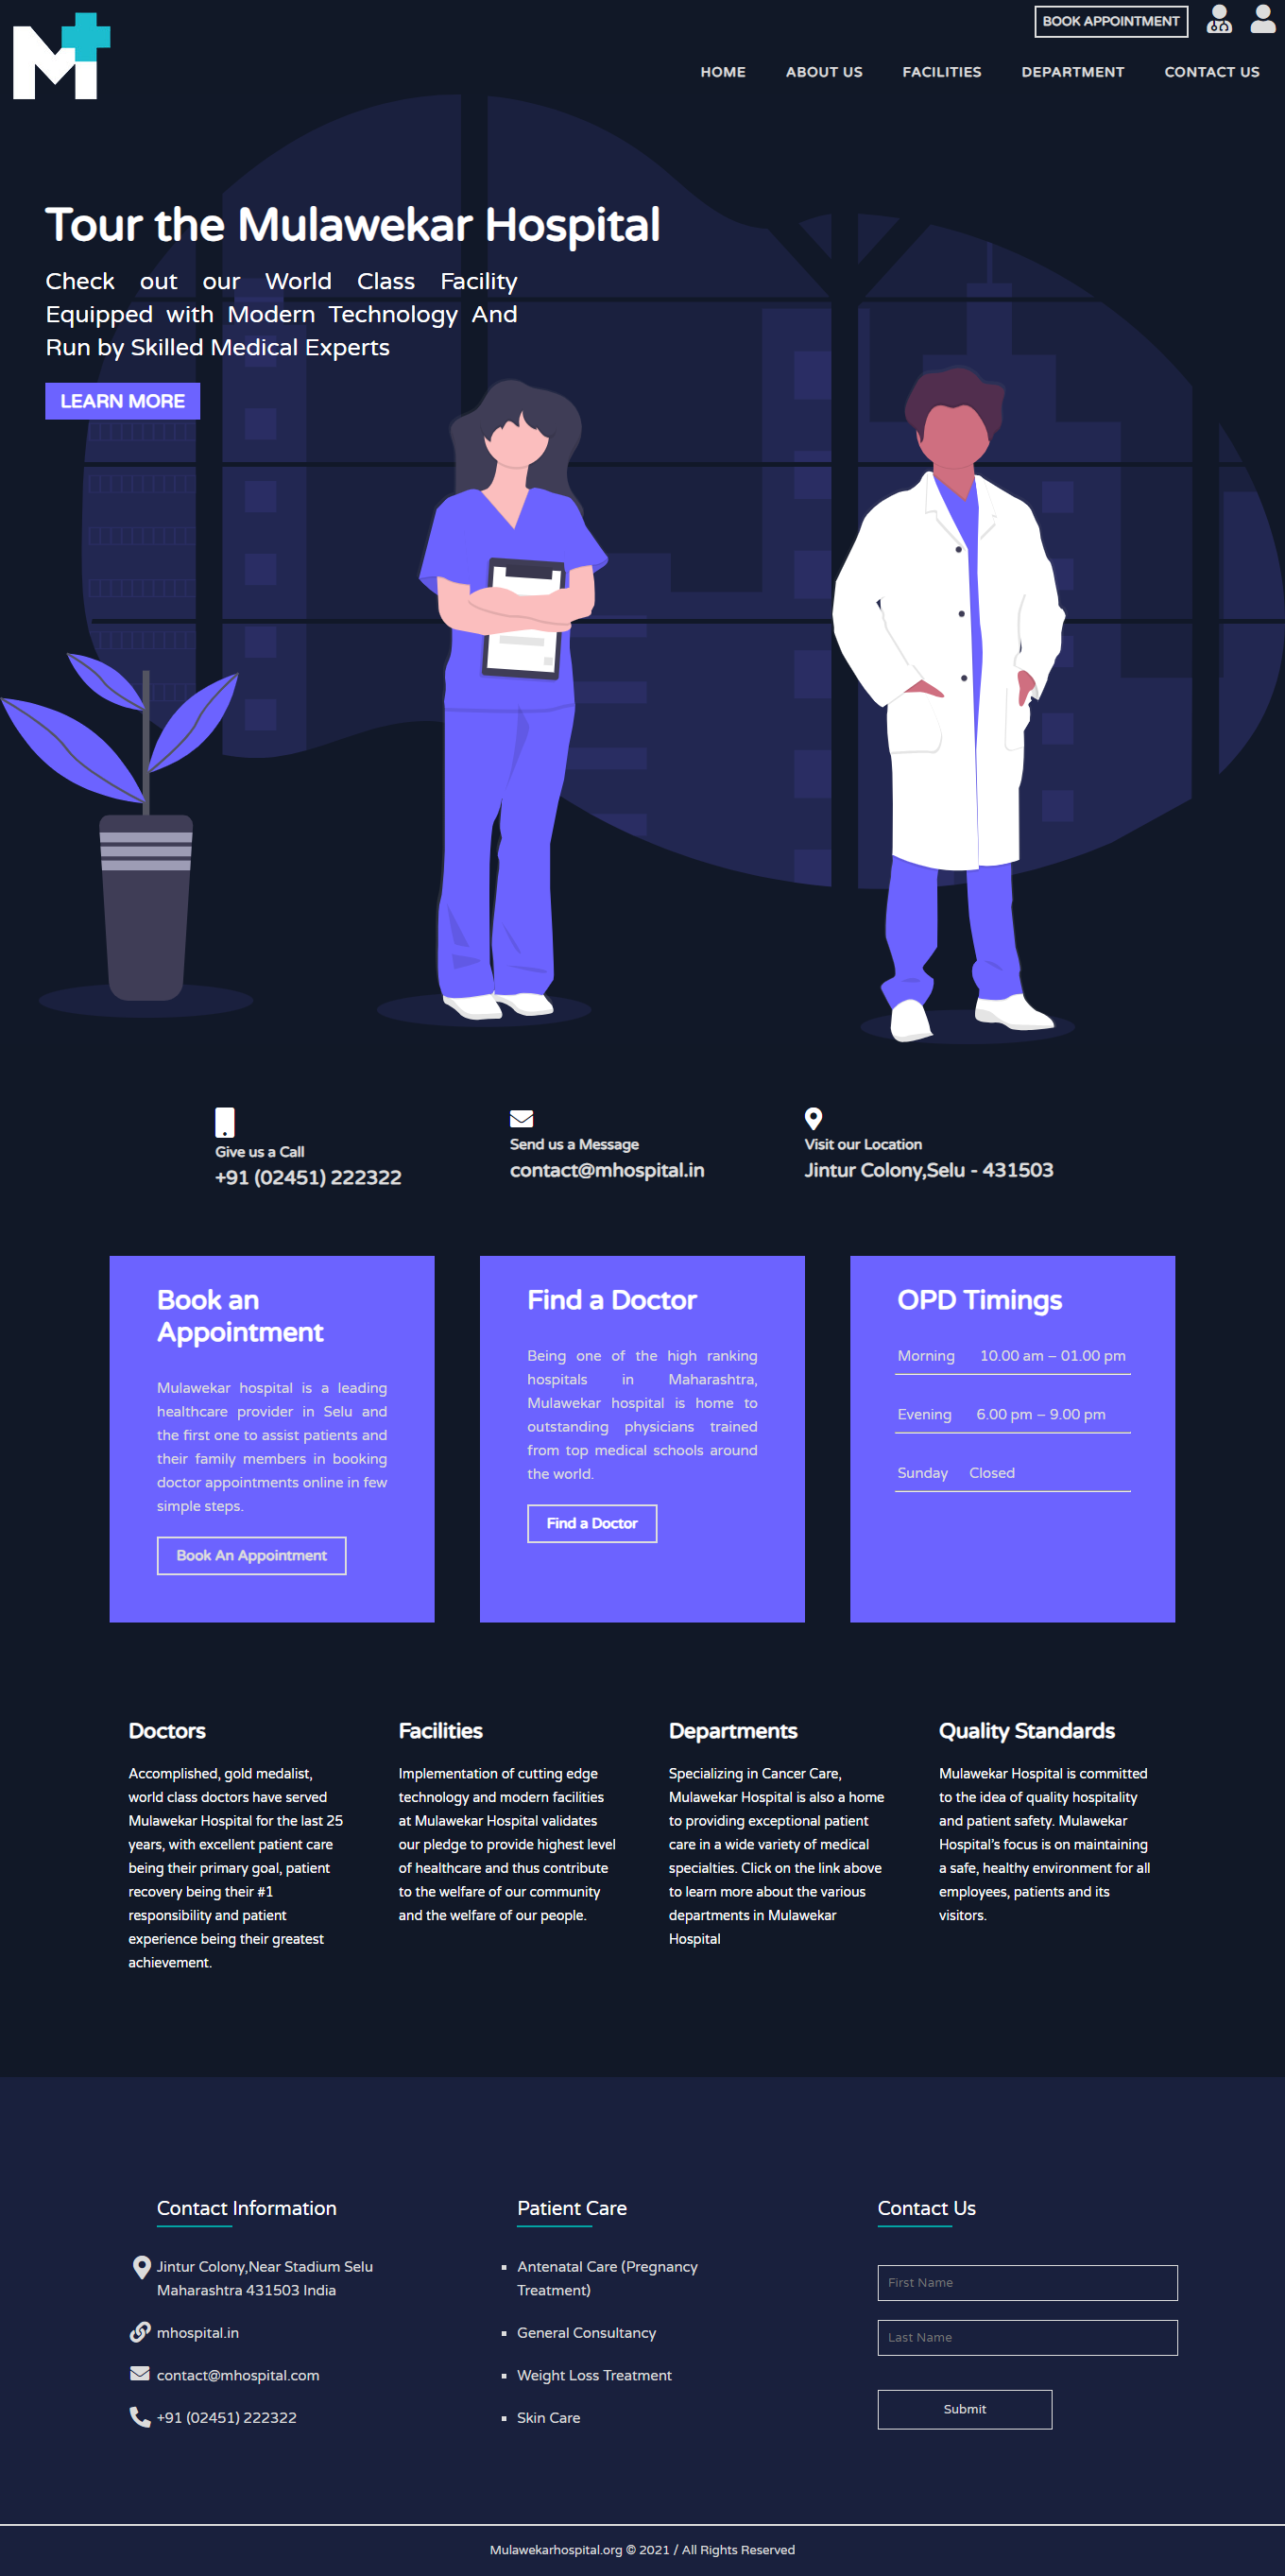 M
BOOK APPOINTMENT
HOME ABOUT US FACILITIES DEPARTMENT CONTACT US
Tour the Mulawekar Hospital
Check out our World Class Facility
Equipped with Modern Technology And
Run by Skilled Medical Experts
LEARN MORE
Give us a Call
+91 (02451) 222322
Send us a Message
contact@mhospital.in
Visit our Location
Jintur Colony,Selu - 431503
Book an
Appointment
Mulawekar hospital is a leading
healthcare provider in Selu and
the first one to assist patients and
their family members in booking
doctor appointments online in few
simple steps.
Book An Appointment
Find a Doctor
Being one of the high ranking
hospitals in Maharashtra,
Mulawekar hospital is home to
outstanding physicians trained
from top medical schools around
the world.
Find a Doctor
OPD Timings
Morning 10.00 am – 01.00 pm
Evening 6.00 pm – 9.00 pm
Sunday Closed
Doctors
Accomplished, gold medalist,
world class doctors have served
Mulawekar Hospital for the last 25
years, with excellent patient care
being their primary goal, patient
recovery being their #1
responsibility and patient
experience being their greatest
achievement.
Facilities
Implementation of cutting edge
technology and modern facilities
at Mulawekar Hospital validates
our pledge to provide highest level
of healthcare and thus contribute
to the welfare of our community
and the welfare of our people.
Departments
Specializing in Cancer Care,
Mulawekar Hospital is also a home
to providing exceptional patient
care in a wide variety of medical
specialties. Click on the link above
to learn more about the various
departments in Mulawekar
Hospital
Quality Standards
Mulawekar Hospital is committed
to the idea of quality hospitality
and patient safety. Mulawekar
Hospital’s focus is on maintaining
a safe, healthy environment for all
employees, patients and its
visitors.
Contact Information
Jintur Colony,Near Stadium Selu
Maharashtra 431503 India
mhospital.in
contact@mhospital.com
+91 (02451) 222322
Patient Care
Antenatal Care (Pregnancy
Treatment)
General Consultancy
Weight Loss Treatment
Skin Care
Contact Us
First Name
Last Name
Submit
Mulawekarhospital.org © 2021 / All Rights Reserved